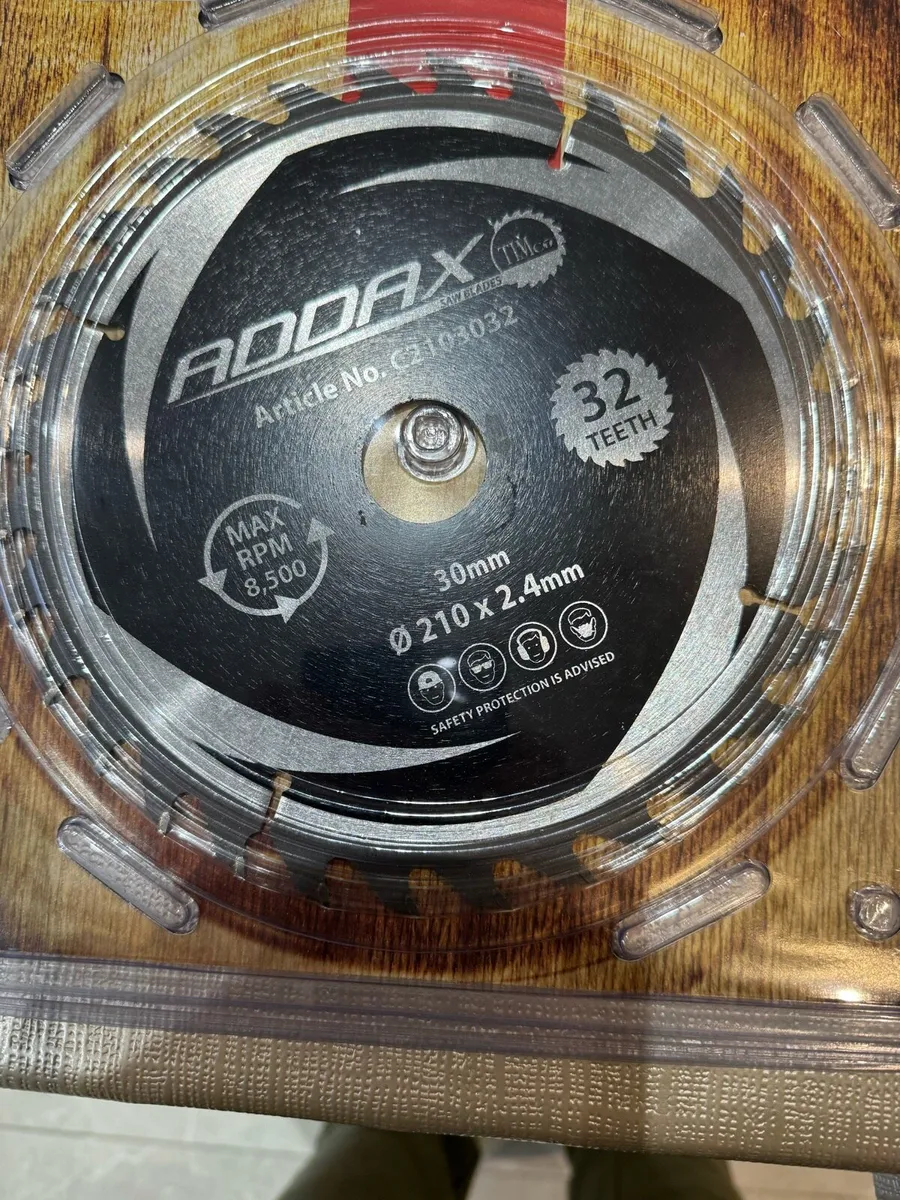 ADDAX
TIMco
SAW BLADES
Article No. C2103032
32
TEETH
MAX
RPM
8,500
30mm
Ø 210 x 2.4mm
SAFETY PROTECTION IS ADVISED